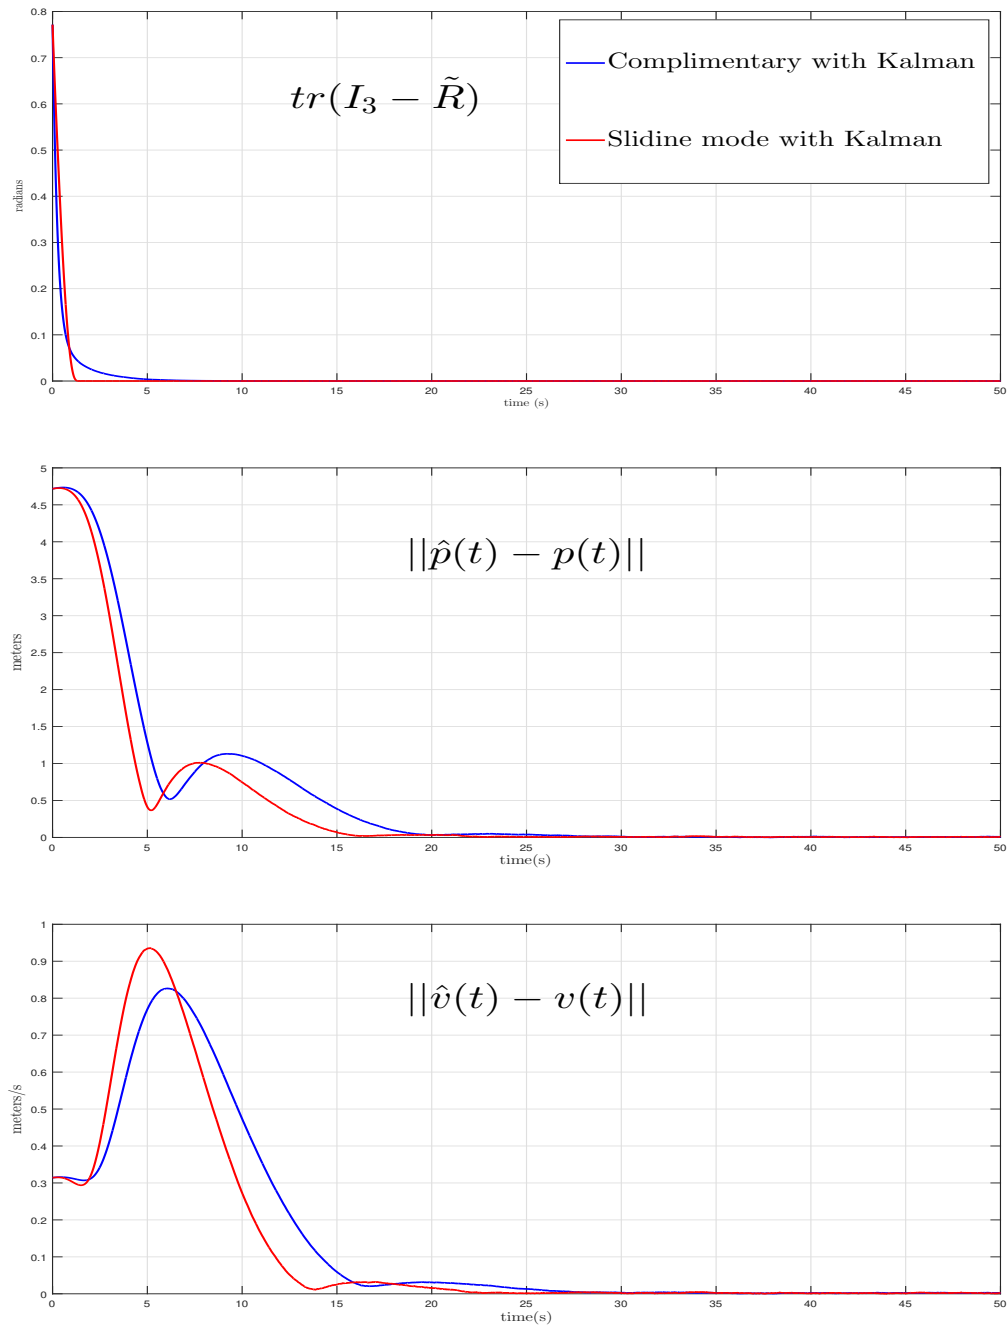 0.8
0.7
0.6
0.5
0.4
0.3
0.2
0.1
0
radians
tr(I₃ − R̃)
Complimentary with Kalman
Slidine mode with Kalman
0 5 10 15 20 25 30 35 40 45 50
time (s)
5
4.5
4
3.5
3
2.5
2
1.5
1
0.5
0
meters
||p̂(t) − p(t)||
0 5 10 15 20 25 30 35 40 45 50
time(s)
1
0.9
0.8
0.7
0.6
0.5
0.4
0.3
0.2
0.1
0
meters/s
||v̂(t) − v(t)||
0 5 10 15 20 25 30 35 40 45 50
time(s)